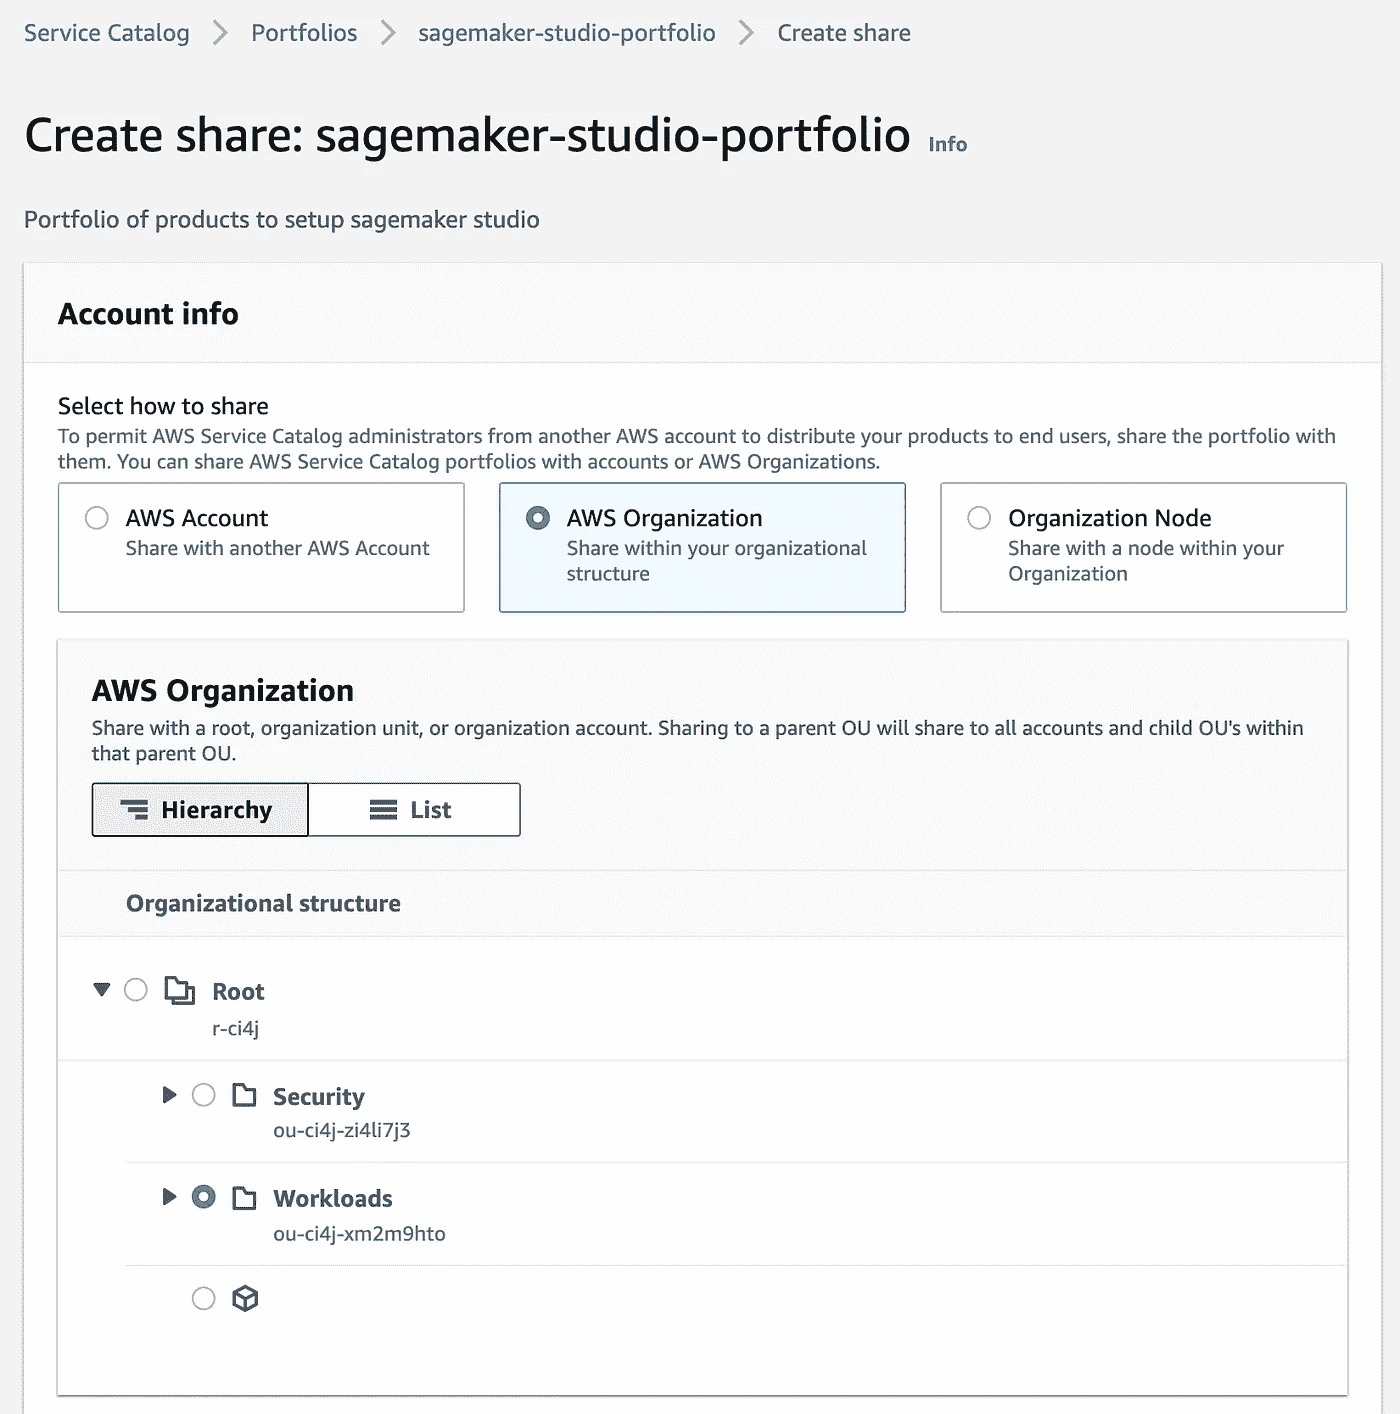 Service Catalog > Portfolios > sagemaker-studio-portfolio > Create share
Create share: sagemaker-studio-portfolio Info
Portfolio of products to setup sagemaker studio
Account info
Select how to share
To permit AWS Service Catalog administrators from another AWS account to distribute your products to end users, share the portfolio with
them. You can share AWS Service Catalog portfolios with accounts or AWS Organizations.
AWS Account
Share with another AWS Account
AWS Organization
Share within your organizational
structure
Organization Node
Share with a node within your
Organization
AWS Organization
Share with a root, organization unit, or organization account. Sharing to a parent OU will share to all accounts and child OU's within
that parent OU.
Hierarchy
List
Organizational structure
Root
r-ci4j
Security
ou-ci4j-zi4li7j3
Workloads
ou-ci4j-xm2m9hto